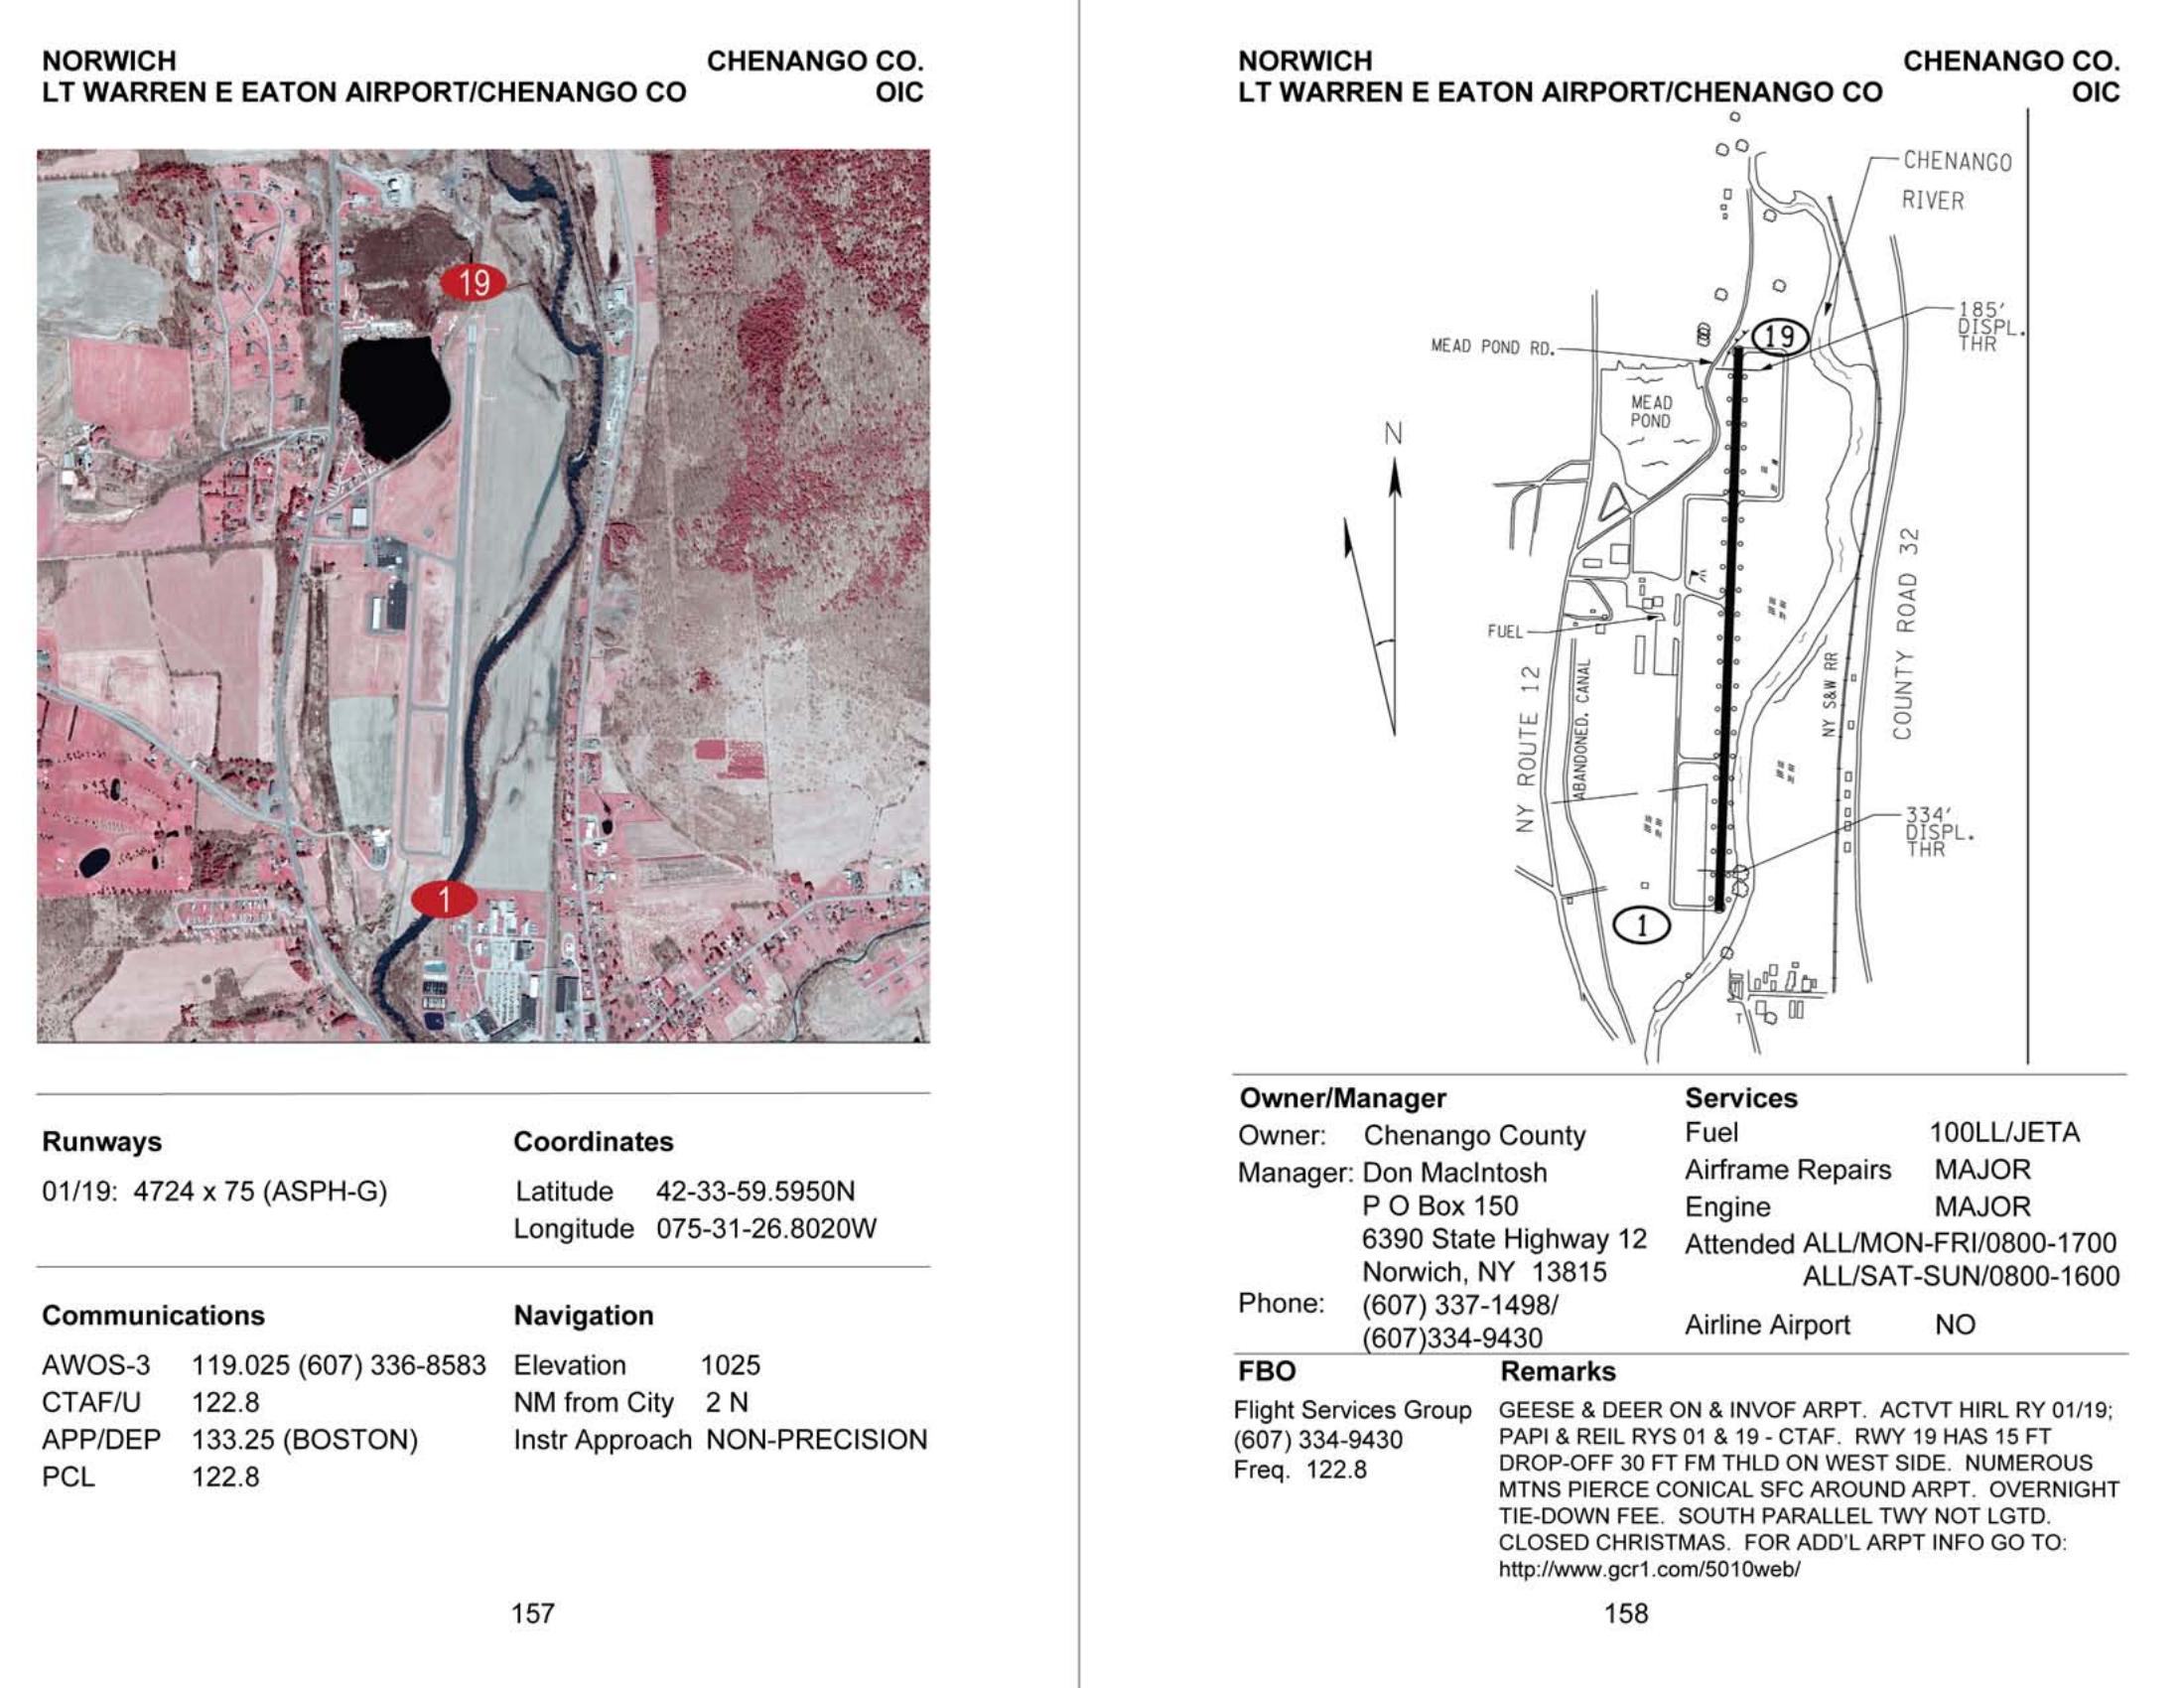 NORWICH CHENANGO CO.
LT WARREN E EATON AIRPORT/CHENANGO CO OIC
19
1
Runways
01/19: 4724 x 75 (ASPH-G)
Coordinates
Latitude 42-33-59.5950N
Longitude 075-31-26.8020W
Communications
AWOS-3 119.025 (607) 336-8583
CTAF/U 122.8
APP/DEP 133.25 (BOSTON)
PCL 122.8
Navigation
Elevation 1025
NM from City 2 N
Instr Approach NON-PRECISION
157
NORWICH CHENANGO CO.
LT WARREN E EATON AIRPORT/CHENANGO CO OIC
CHENANGO
RIVER
185'
DISPL.
THR
19
MEAD POND RD.
MEAD
POND
N
FUEL
NY ROUTE 12
ABANDONED. CANAL
NY S&W RR
COUNTY ROAD 32
334'
DISPL.
THR
1
T
Owner/Manager
Owner: Chenango County
Manager: Don MacIntosh
P O Box 150
6390 State Highway 12
Norwich, NY 13815
Phone: (607) 337-1498/
(607)334-9430
Services
Fuel 100LL/JETA
Airframe Repairs MAJOR
Engine MAJOR
Attended ALL/MON-FRI/0800-1700
ALL/SAT-SUN/0800-1600
Airline Airport NO
FBO
Flight Services Group
(607) 334-9430
Freq. 122.8
Remarks
GEESE & DEER ON & INVOF ARPT. ACTVT HIRL RY 01/19;
PAPI & REIL RYS 01 & 19 - CTAF. RWY 19 HAS 15 FT
DROP-OFF 30 FT FM THLD ON WEST SIDE. NUMEROUS
MTNS PIERCE CONICAL SFC AROUND ARPT. OVERNIGHT
TIE-DOWN FEE. SOUTH PARALLEL TWY NOT LGTD.
CLOSED CHRISTMAS. FOR ADD'L ARPT INFO GO TO:
http://www.gcr1.com/5010web/
158